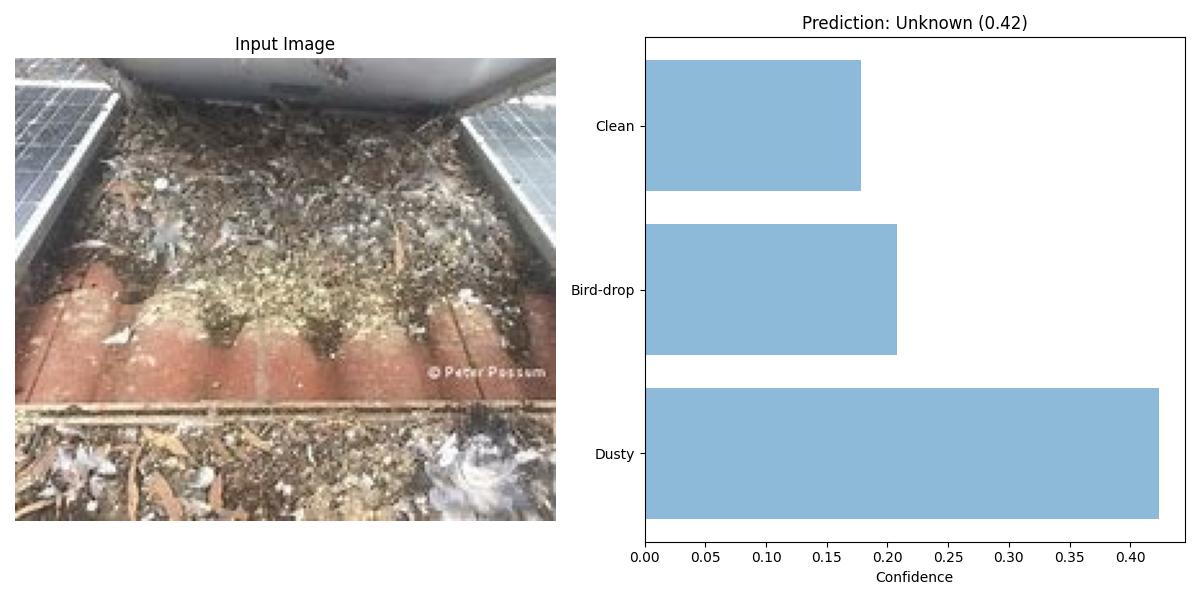 Input Image
© Peter Possum
Prediction: Unknown (0.42)
Clean
Bird-drop
Dusty
0.00 0.05 0.10 0.15 0.20 0.25 0.30 0.35 0.40
Confidence